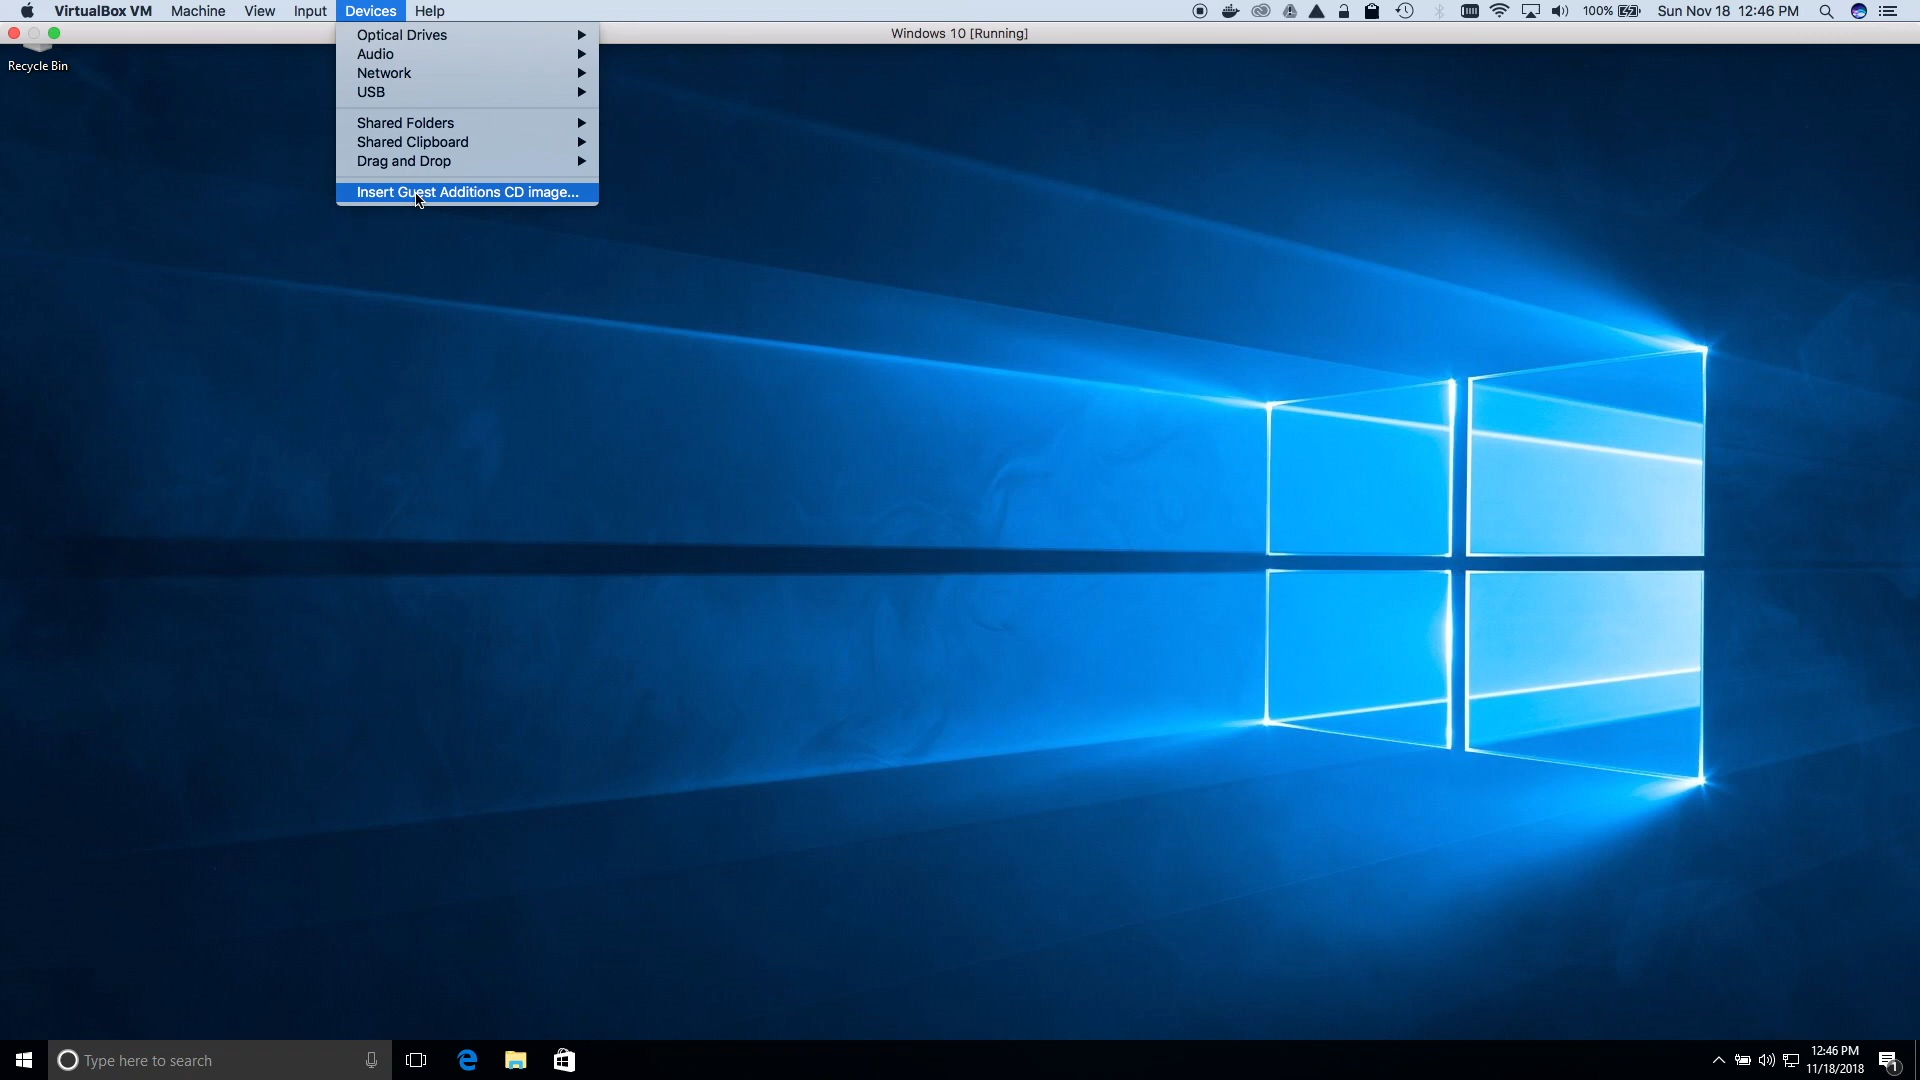 VirtualBox VM Machine View Input Devices Help 100% Sun Nov 18 12:46 PM
Windows 10 [Running]
Recycle Bin
Optical Drives
Audio
Network
USB
Shared Folders
Shared Clipboard
Drag and Drop
Insert Guest Additions CD image...
Type here to search
12:46 PM
11/18/2018
1